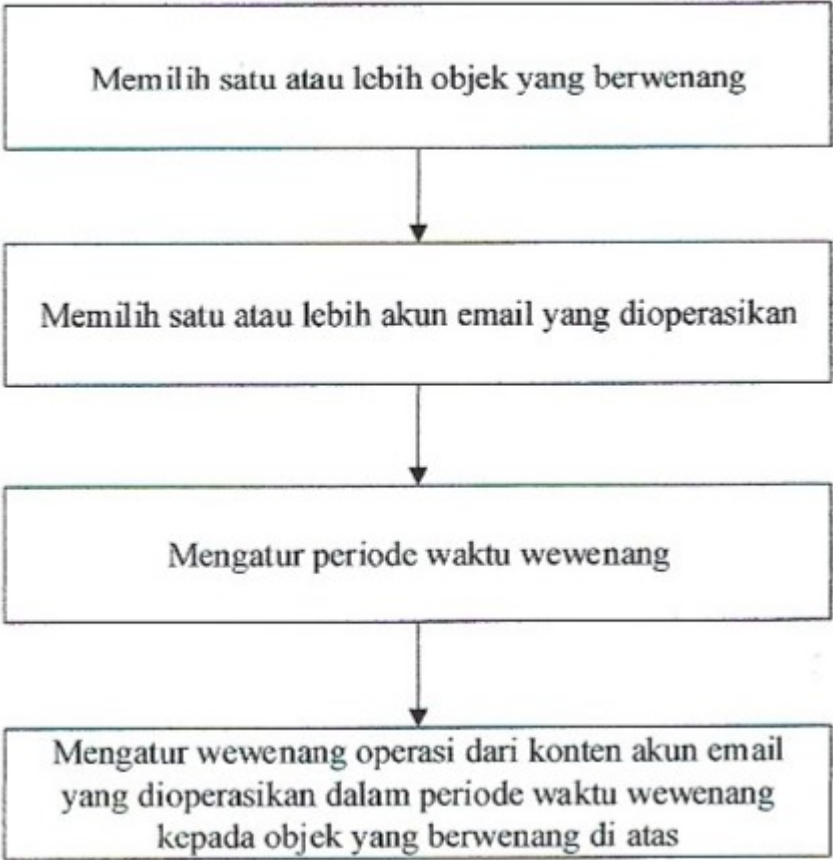 Memilih satu atau lebih objek yang berwenang
Memilih satu atau lebih akun email yang dioperasikan
Mengatur periode waktu wewenang
Mengatur wewenang operasi dari konten akun email
yang dioperasikan dalam periode waktu wewenang
kepada objek yang berwenang di atas